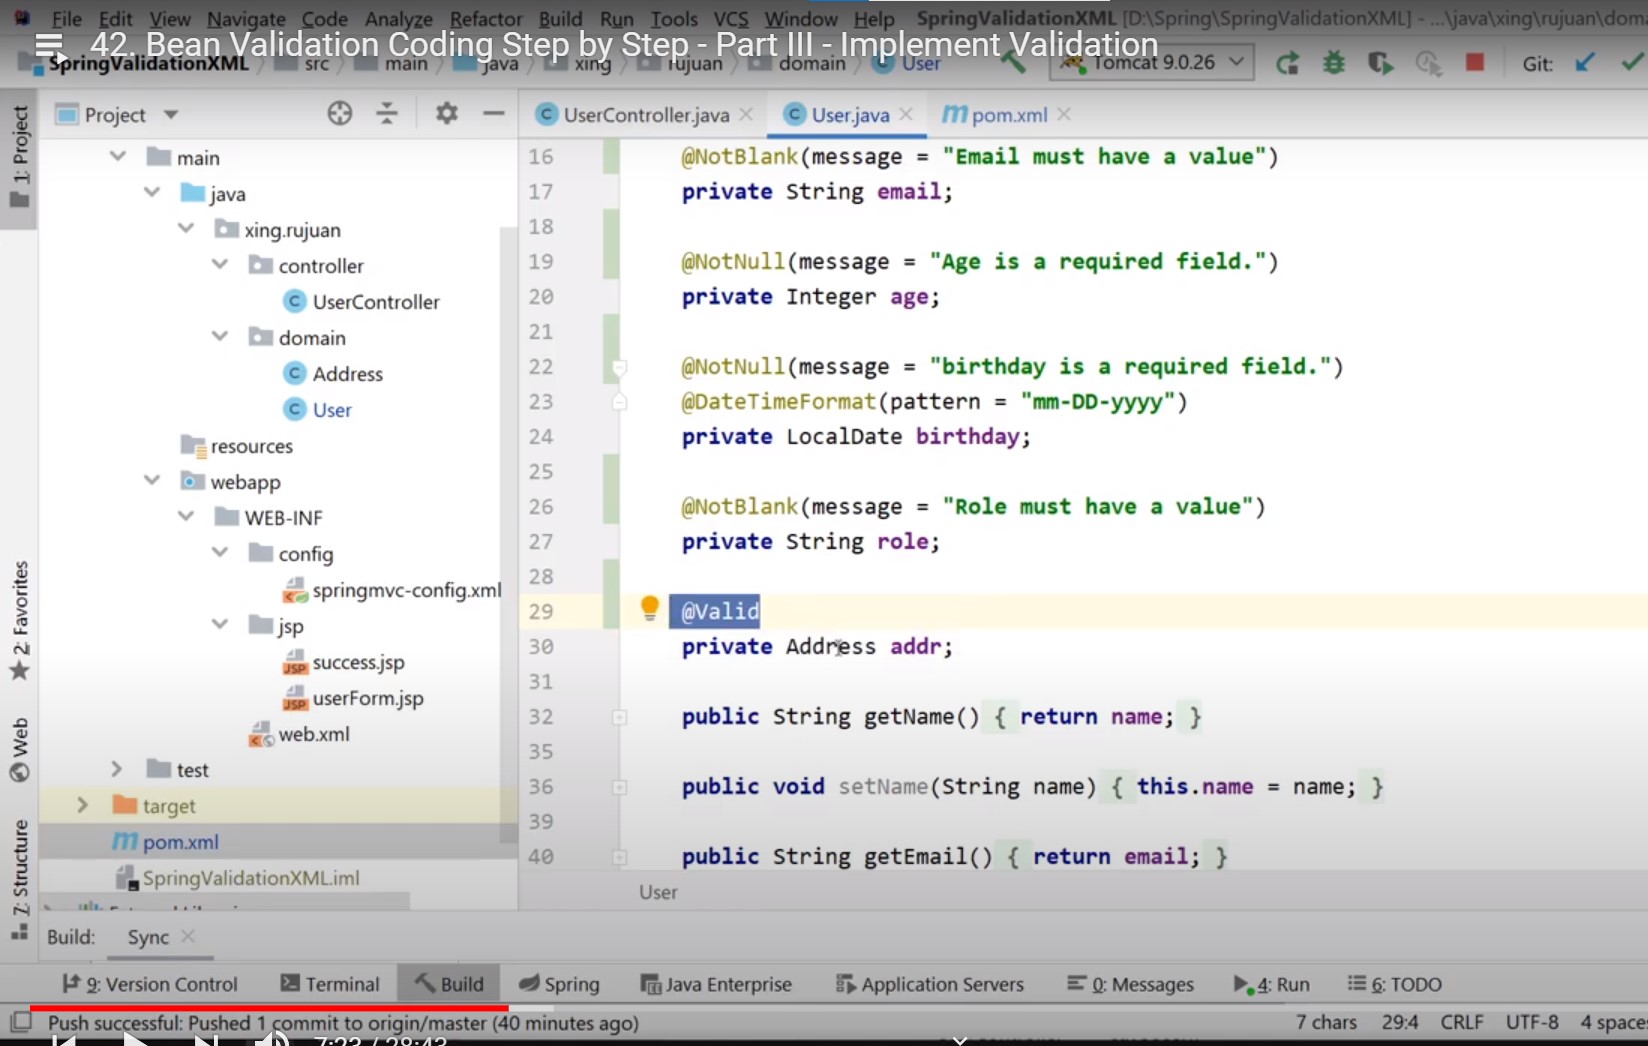 File Edit View Navigate Code Analyze Refactor Build Run Tools VCS Window Help SpringValidationXML [D:\Spring\SpringValidationXML] - ...\java\xing\rujuan\dom
42. Bean Validation Coding Step by Step - Part III - Implement Validation
SpringValidationXML src main java xing rujuan domain User Tomcat 9.0.26 Git:
1: Project
2: Favorites
Web
7: Structure
Project
main
java
xing.rujuan
controller
UserController
domain
Address
User
resources
webapp
WEB-INF
config
springmvc-config.xml
jsp
success.jsp
userForm.jsp
web.xml
test
target
pom.xml
SpringValidationXML.iml
UserController.java User.java pom.xml
16 @NotBlank(message = "Email must have a value")
17 private String email;
18
19 @NotNull(message = "Age is a required field.")
20 private Integer age;
21
22 @NotNull(message = "birthday is a required field.")
23 @DateTimeFormat(pattern = "mm-DD-yyyy")
24 private LocalDate birthday;
25
26 @NotBlank(message = "Role must have a value")
27 private String role;
28
29 @Valid
30 private Address addr;
31
32 public String getName() { return name; }
35
36 public void setName(String name) { this.name = name; }
39
40 public String getEmail() { return email; }
User
Build: Sync
9: Version Control Terminal Build Spring Java Enterprise Application Servers 0: Messages 4: Run 6: TODO
Push successful: Pushed 1 commit to origin/master (40 minutes ago) 7 chars 29:4 CRLF UTF-8 4 space
7:23 / 28:43